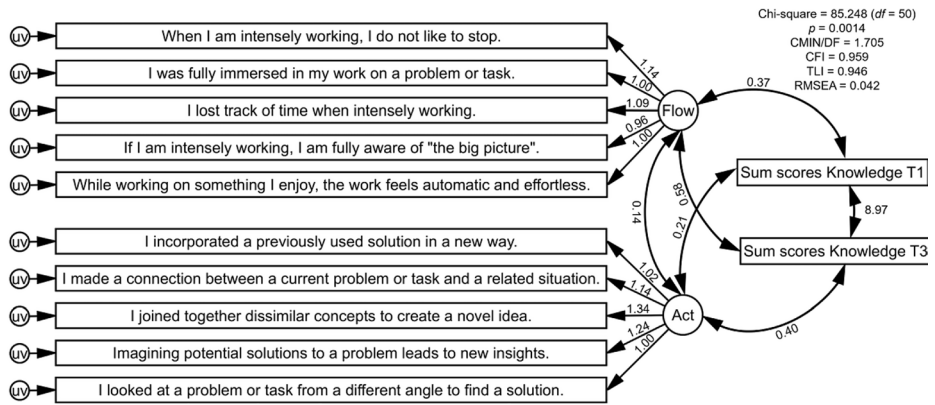 Chi-square = 85.248 (df = 50)
p = 0.0014
CMIN/DF = 1.705
CFI = 0.959
TLI = 0.946
RMSEA = 0.042
uv When I am intensely working, I do not like to stop. 1.14
uv I was fully immersed in my work on a problem or task. 1.00
uv I lost track of time when intensely working. 1.09
uv If I am intensely working, I am fully aware of "the big picture". 0.96
uv While working on something I enjoy, the work feels automatic and effortless. 1.00
Flow
0.37
Sum scores Knowledge T1
0.14
0.58
0.21
8.97
Sum scores Knowledge T3
uv I incorporated a previously used solution in a new way. 1.02
uv I made a connection between a current problem or task and a related situation. 1.14
uv I joined together dissimilar concepts to create a novel idea. 1.34
uv Imagining potential solutions to a problem leads to new insights. 1.24
uv I looked at a problem or task from a different angle to find a solution. 1.00
Act
0.40